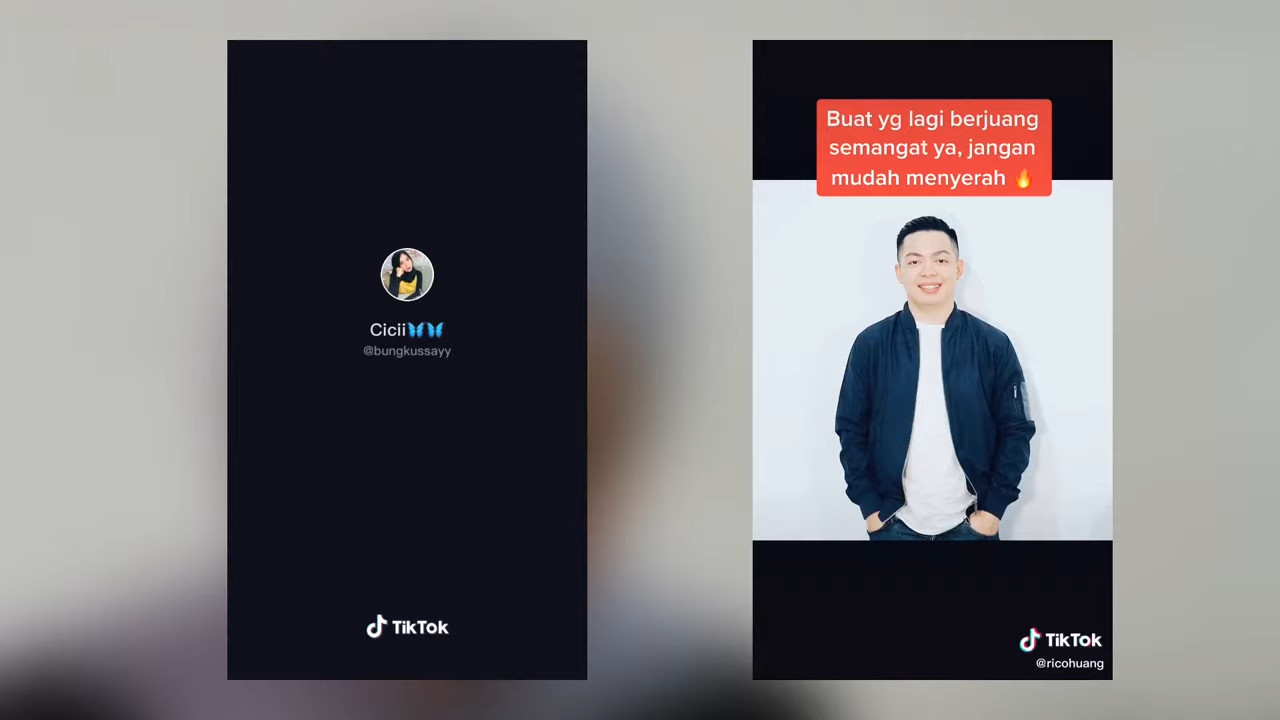 Cicii🦋🦋
@bungkussayy
TikTok
Buat yg lagi berjuang
semangat ya, jangan
mudah menyerah 🔥
TikTok
@ricohuang